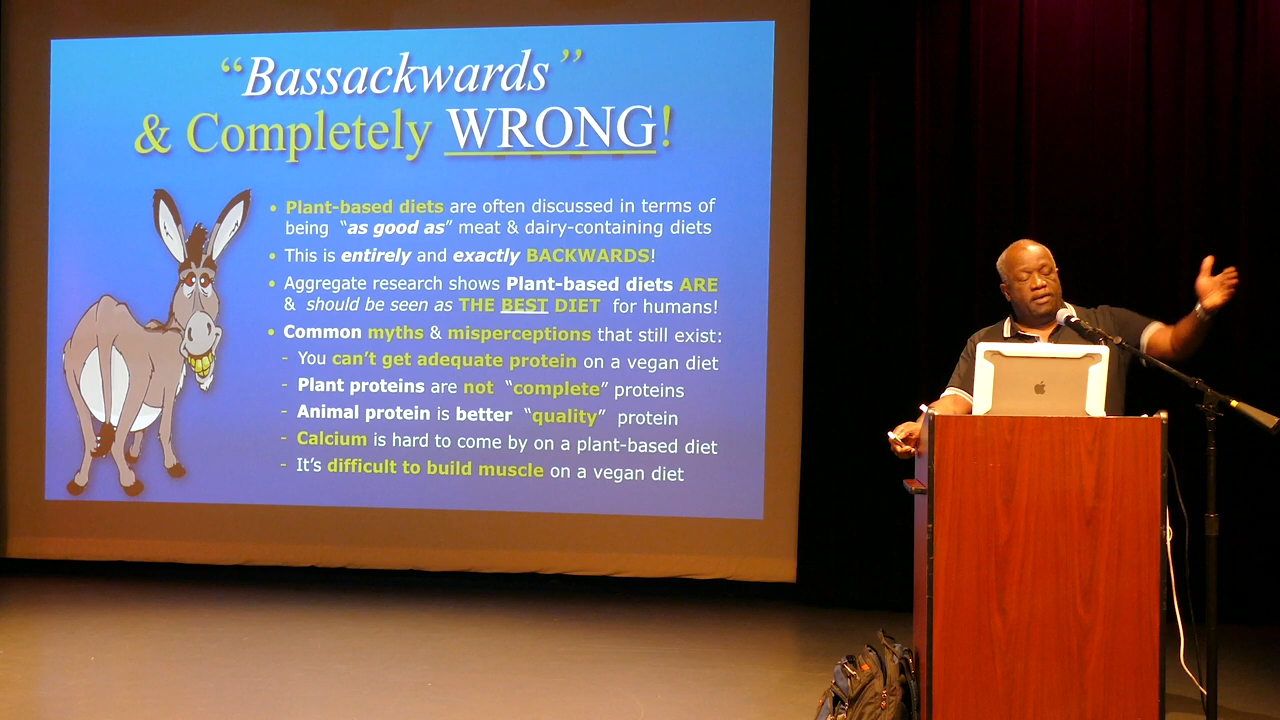 “Bassackwards”
& Completely WRONG!
• Plant-based diets are often discussed in terms of
being “as good as” meat & dairy-containing diets
• This is entirely and exactly BACKWARDS!
• Aggregate research shows Plant-based diets ARE
& should be seen as THE BEST DIET for humans!
• Common myths & misperceptions that still exist:
- You can’t get adequate protein on a vegan diet
- Plant proteins are not “complete” proteins
- Animal protein is better “quality” protein
- Calcium is hard to come by on a plant-based diet
- It’s difficult to build muscle on a vegan diet